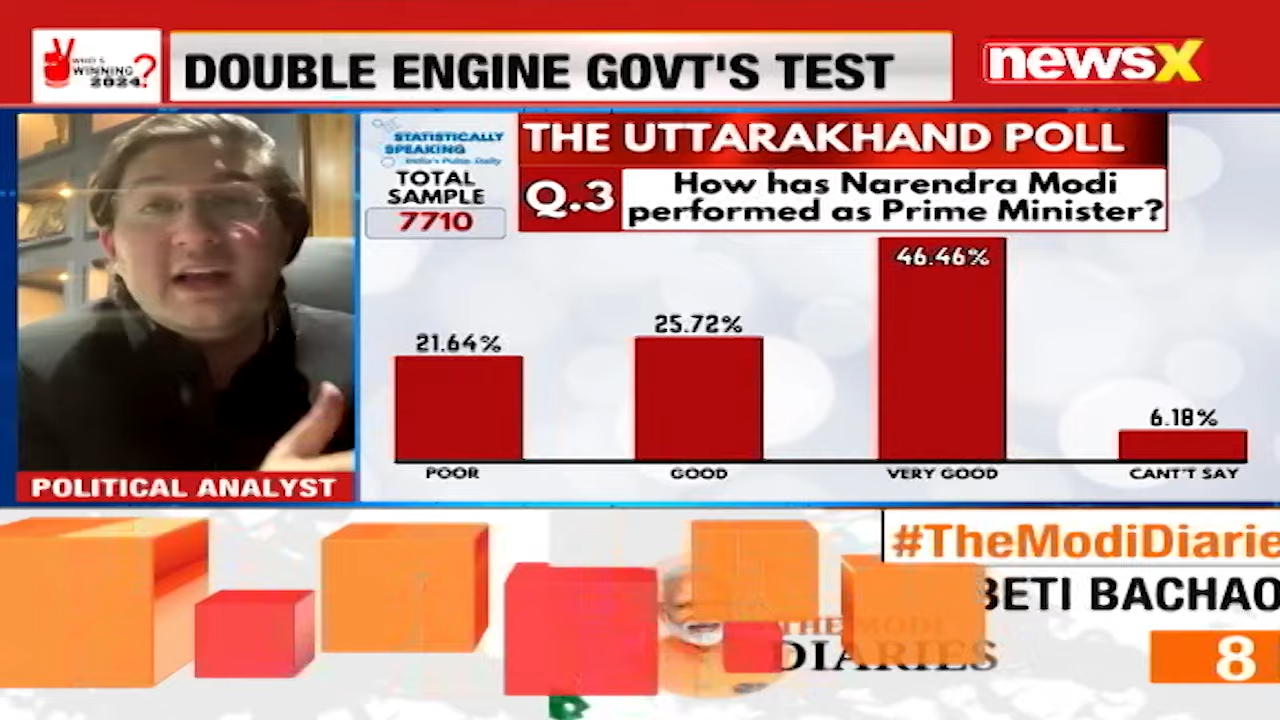 WHO'S
WINNING
2024?
DOUBLE ENGINE GOVT'S TEST
newsX
STATISTICALLY
SPEAKING
India's Pulse Daily
TOTAL
SAMPLE
7710
THE UTTARAKHAND POLL
Q.3
How has Narendra Modi
performed as Prime Minister?
21.64%
25.72%
46.46%
6.18%
POOR
GOOD
VERY GOOD
CANT'T SAY
POLITICAL ANALYST
#TheModiDiarie
BETI BACHAO
THE MODI
DIARIES
8